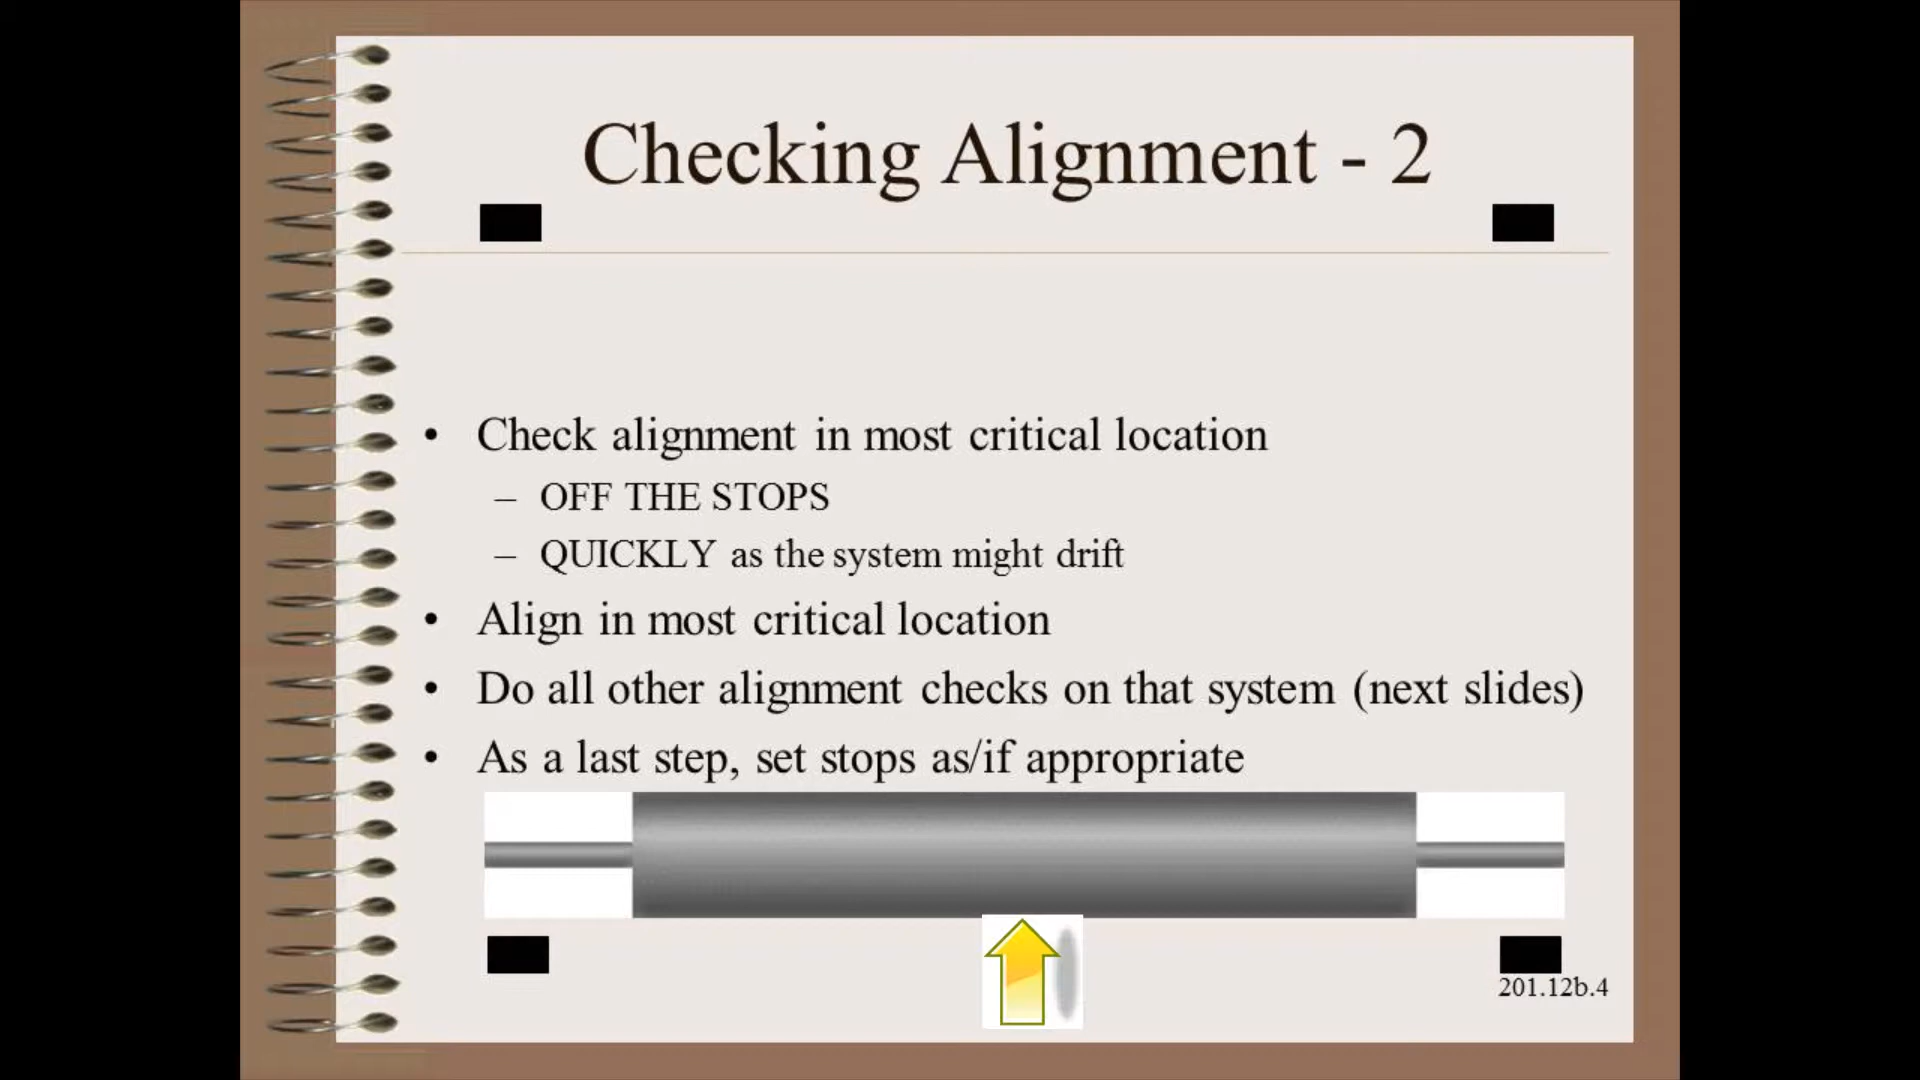 Checking Alignment - 2
• Check alignment in most critical location
– OFF THE STOPS
– QUICKLY as the system might drift
• Align in most critical location
• Do all other alignment checks on that system (next slides)
• As a last step, set stops as/if appropriate
201.12b.4